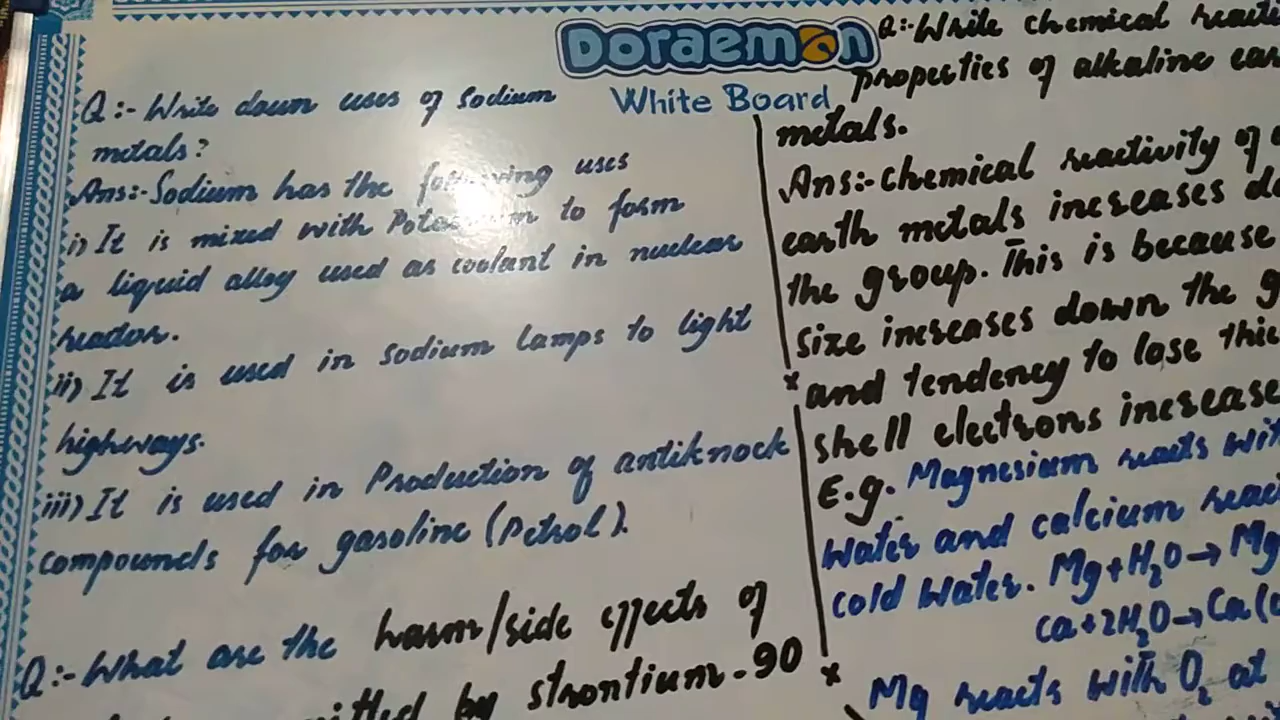 Doraemon
White Board
Q:- Write down uses of Sodium
metals?
Ans:- Sodium has the following uses
i) It is mixed with Potassium to form
a liquid alloy used as coolant in nuclear
reactor.
ii) It is used in sodium lamps to light
highways.
iii) It is used in Production of antiknock
compounds for gasoline (Petrol).
Q:- What are the harm/side effects of
by strontium-90
Q:- Write chemical
properties of alkaline
metals.
Ans:- Chemical reactivity of
earth metals increases
the group. This is because
size increases down the
and tendency to lose
shell electrons increase
E.g. Magnesium reacts
water and calcium
cold water. Mg+H₂O→
Ca+2H₂O→Ca(
Mg reacts with O₂ at